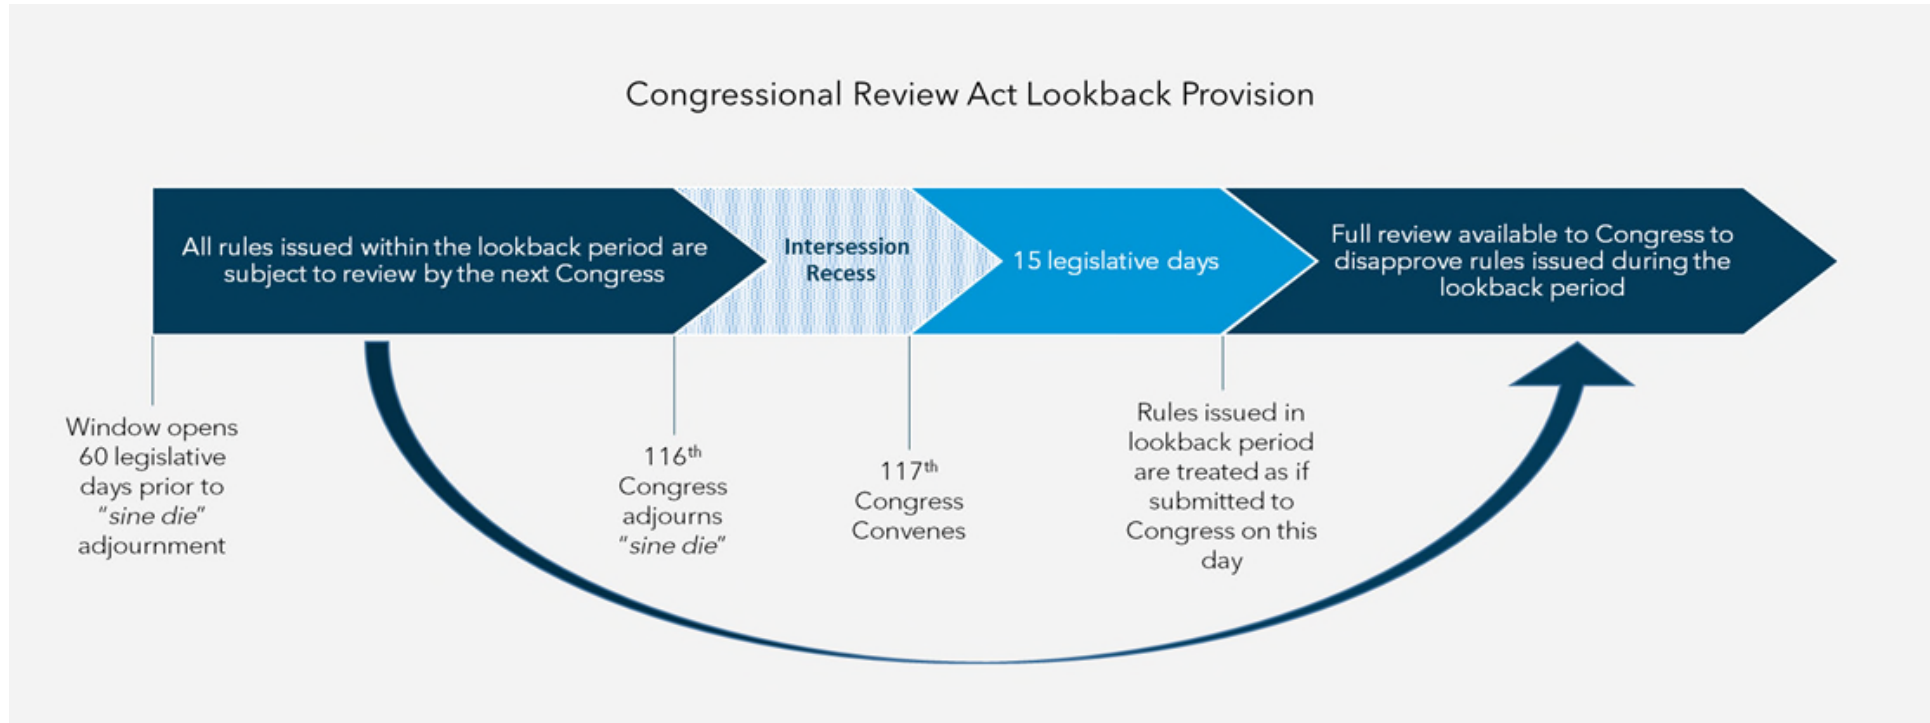 Congressional Review Act Lookback Provision
All rules issued within the lookback period are
subject to review by the next Congress
Intersession
Recess
15 legislative days
Full review available to Congress to
disapprove rules issued during the
lookback period
Window opens
60 legislative
days prior to
“sine die”
adjournment
116th
Congress
adjourns
“sine die”
117th
Congress
Convenes
Rules issued in
lookback period
are treated as if
submitted to
Congress on this
day